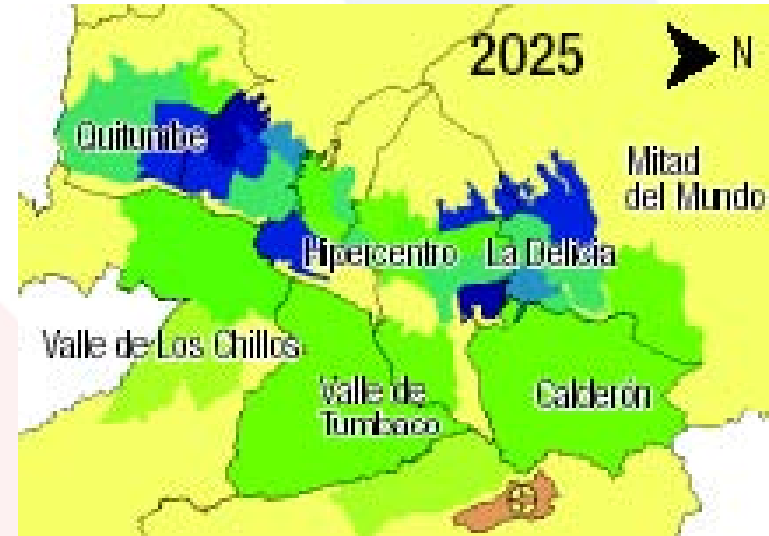 2025
N
Quitumbe
Mitad
del Mundo
Hipercentro
La Delicia
Valle de Los Chillos
Valle de
Tumbaco
Calderón